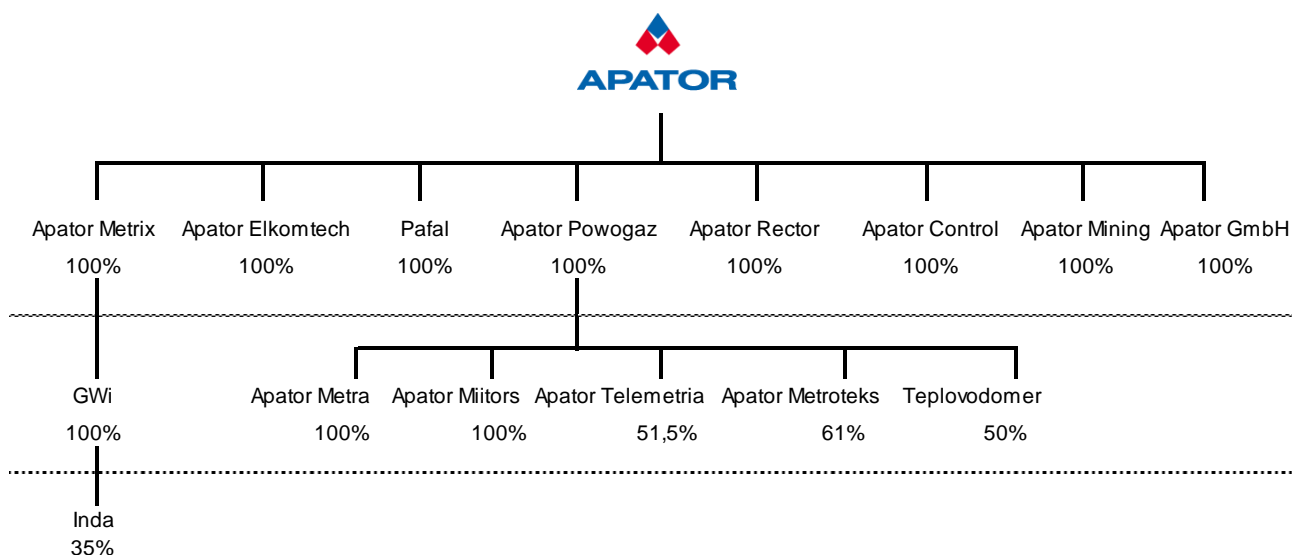 APATOR
Apator Metrix Apator Elkomtech Pafal Apator Powogaz Apator Rector Apator Control Apator Mining Apator GmbH
100% 100% 100% 100% 100% 100% 100% 100%
GWi Apator Metra Apator Miitors Apator Telemetria Apator Metroteks Teplovodomer
100% 100% 100% 51,5% 61% 50%
Inda
35%